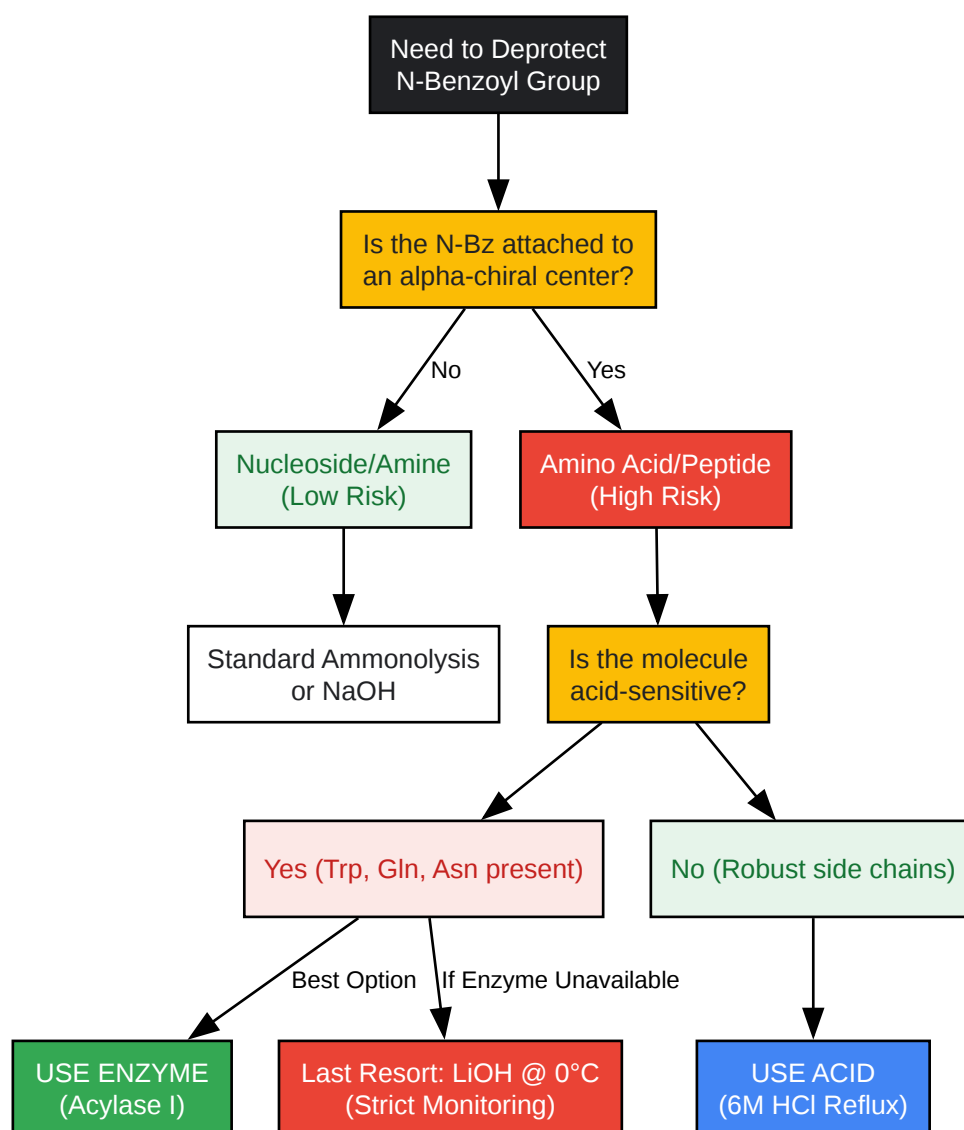 Need to Deprotect
N-Benzoyl Group
Is the N-Bz attached to
an alpha-chiral center?
No
Yes
Nucleoside/Amine
(Low Risk)
Amino Acid/Peptide
(High Risk)
Standard Ammonolysis
or NaOH
Is the molecule
acid-sensitive?
Yes (Trp, Gln, Asn present)
No (Robust side chains)
Best Option
If Enzyme Unavailable
USE ENZYME
(Acylase I)
Last Resort: LiOH @ 0°C
(Strict Monitoring)
USE ACID
(6M HCl Reflux)